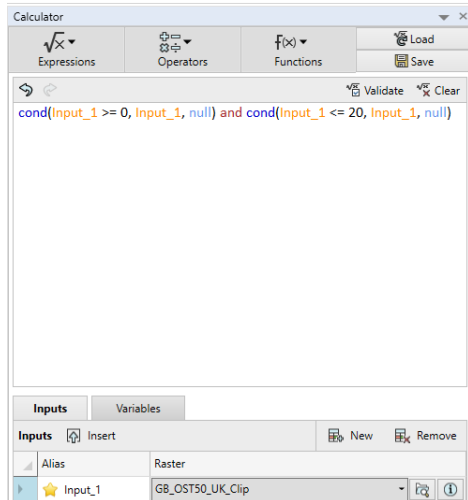 Calculator
Expressions
Operators
f(x)
Functions
Load
Save
Validate
Clear
cond(Input_1 >= 0, Input_1, null) and cond(Input_1 <= 20, Input_1, null)
Inputs
Variables
Inputs
Insert
New
Remove
Alias
Raster
Input_1
GB_OST50_UK_Clip